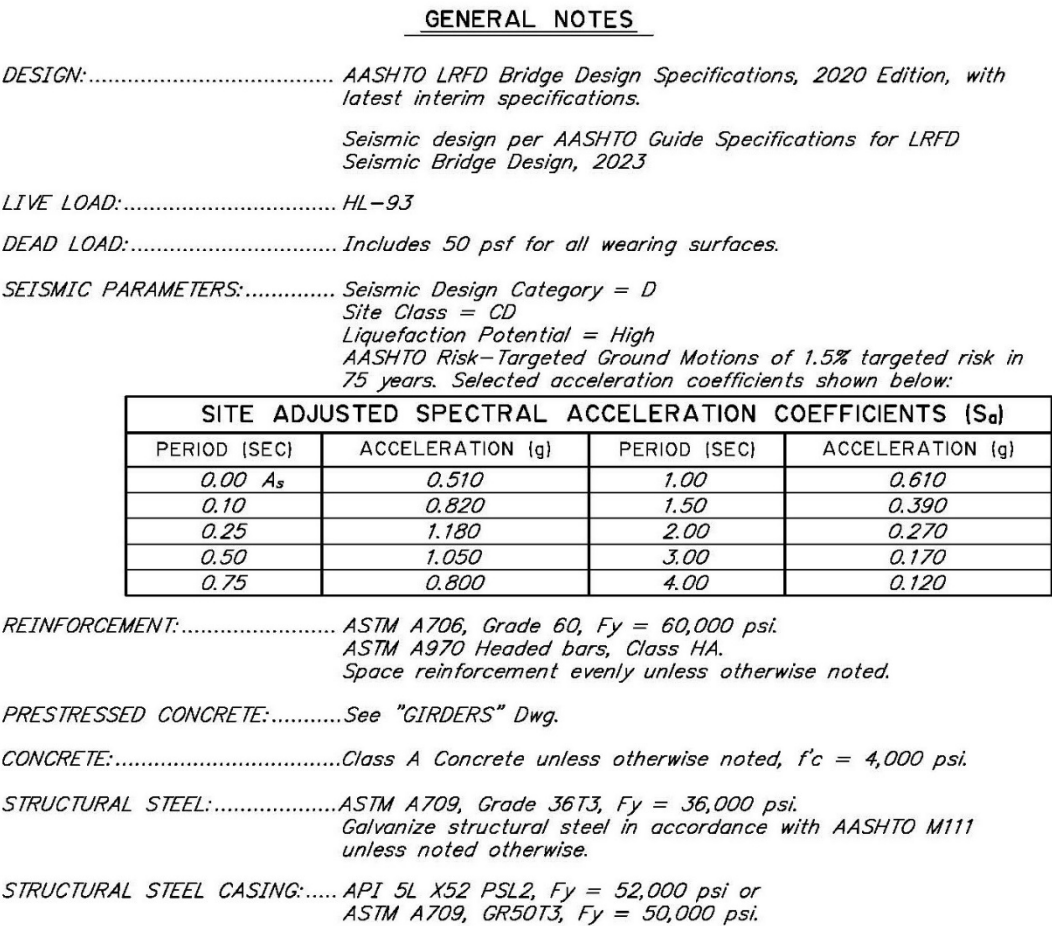 GENERAL NOTES
DESIGN:..................................... AASHTO LRFD Bridge Design Specifications, 2020 Edition, with
latest interim specifications.
Seismic design per AASHTO Guide Specifications for LRFD
Seismic Bridge Design, 2023
LIVE LOAD:................................. HL-93
DEAD LOAD:................................ Includes 50 psf for all wearing surfaces.
SEISMIC PARAMETERS:.............. Seismic Design Category = D
Site Class = CD
Liquefaction Potential = High
AASHTO Risk-Targeted Ground Motions of 1.5% targeted risk in
75 years. Selected acceleration coefficients shown below:
SITE ADJUSTED SPECTRAL ACCELERATION COEFFICIENTS (Sa)
PERIOD (SEC) ACCELERATION (g) PERIOD (SEC) ACCELERATION (g)
0.00 As 0.510 1.00 0.610
0.10 0.820 1.50 0.390
0.25 1.180 2.00 0.270
0.50 1.050 3.00 0.170
0.75 0.800 4.00 0.120
REINFORCEMENT:........................ ASTM A706, Grade 60, Fy = 60,000 psi.
ASTM A970 Headed bars, Class HA.
Space reinforcement evenly unless otherwise noted.
PRESTRESSED CONCRETE:...........See "GIRDERS" Dwg.
CONCRETE:...................................Class A Concrete unless otherwise noted, f'c = 4,000 psi.
STRUCTURAL STEEL:...................ASTM A709, Grade 36T3, Fy = 36,000 psi.
Galvanize structural steel in accordance with AASHTO M111
unless noted otherwise.
STRUCTURAL STEEL CASING:..... API 5L X52 PSL2, Fy = 52,000 psi or
ASTM A709, GR50T3, Fy = 50,000 psi.